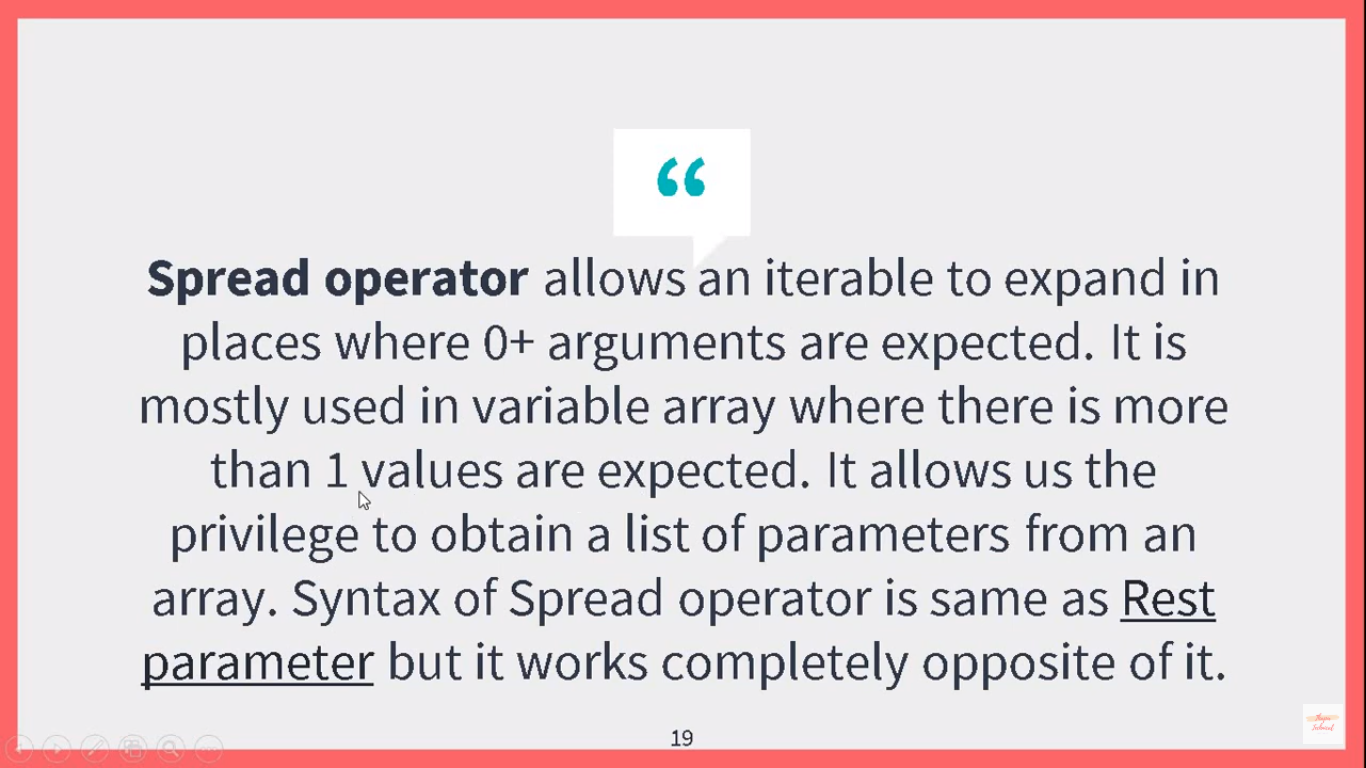 “
Spread operator allows an iterable to expand in
places where 0+ arguments are expected. It is
mostly used in variable array where there is more
than 1 values are expected. It allows us the
privilege to obtain a list of parameters from an
array. Syntax of Spread operator is same as Rest
parameter but it works completely opposite of it.
19
Technical